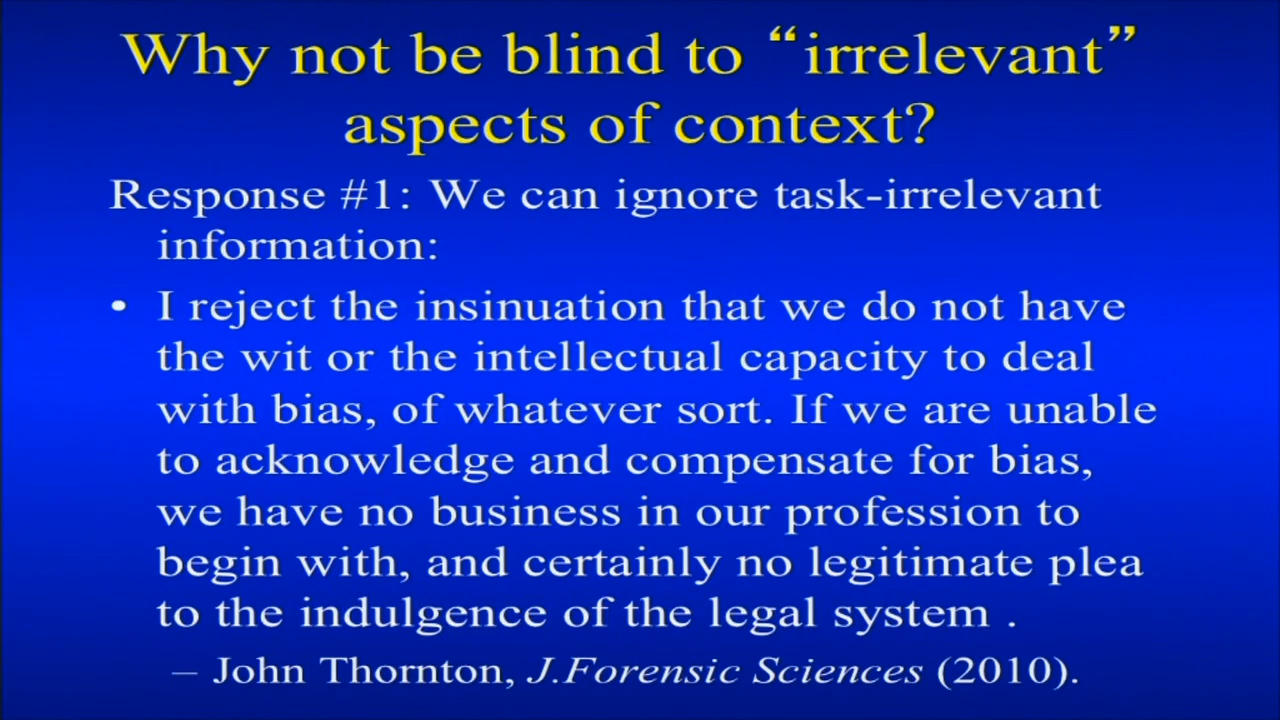 Why not be blind to “irrelevant”
aspects of context?
Response #1: We can ignore task-irrelevant
information:
• I reject the insinuation that we do not have
the wit or the intellectual capacity to deal
with bias, of whatever sort. If we are unable
to acknowledge and compensate for bias,
we have no business in our profession to
begin with, and certainly no legitimate plea
to the indulgence of the legal system .
– John Thornton, J.Forensic Sciences (2010).